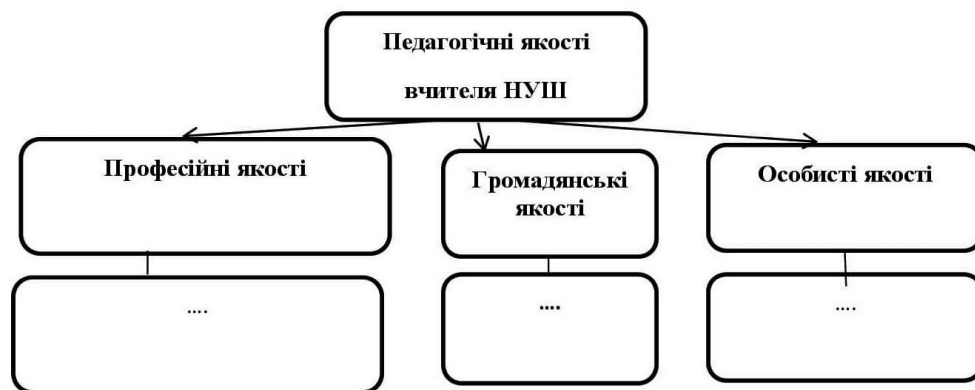 Педагогічні якості
вчителя НУШ
Професійні якості
Громадянські
якості
Особисті якості
....
....
....